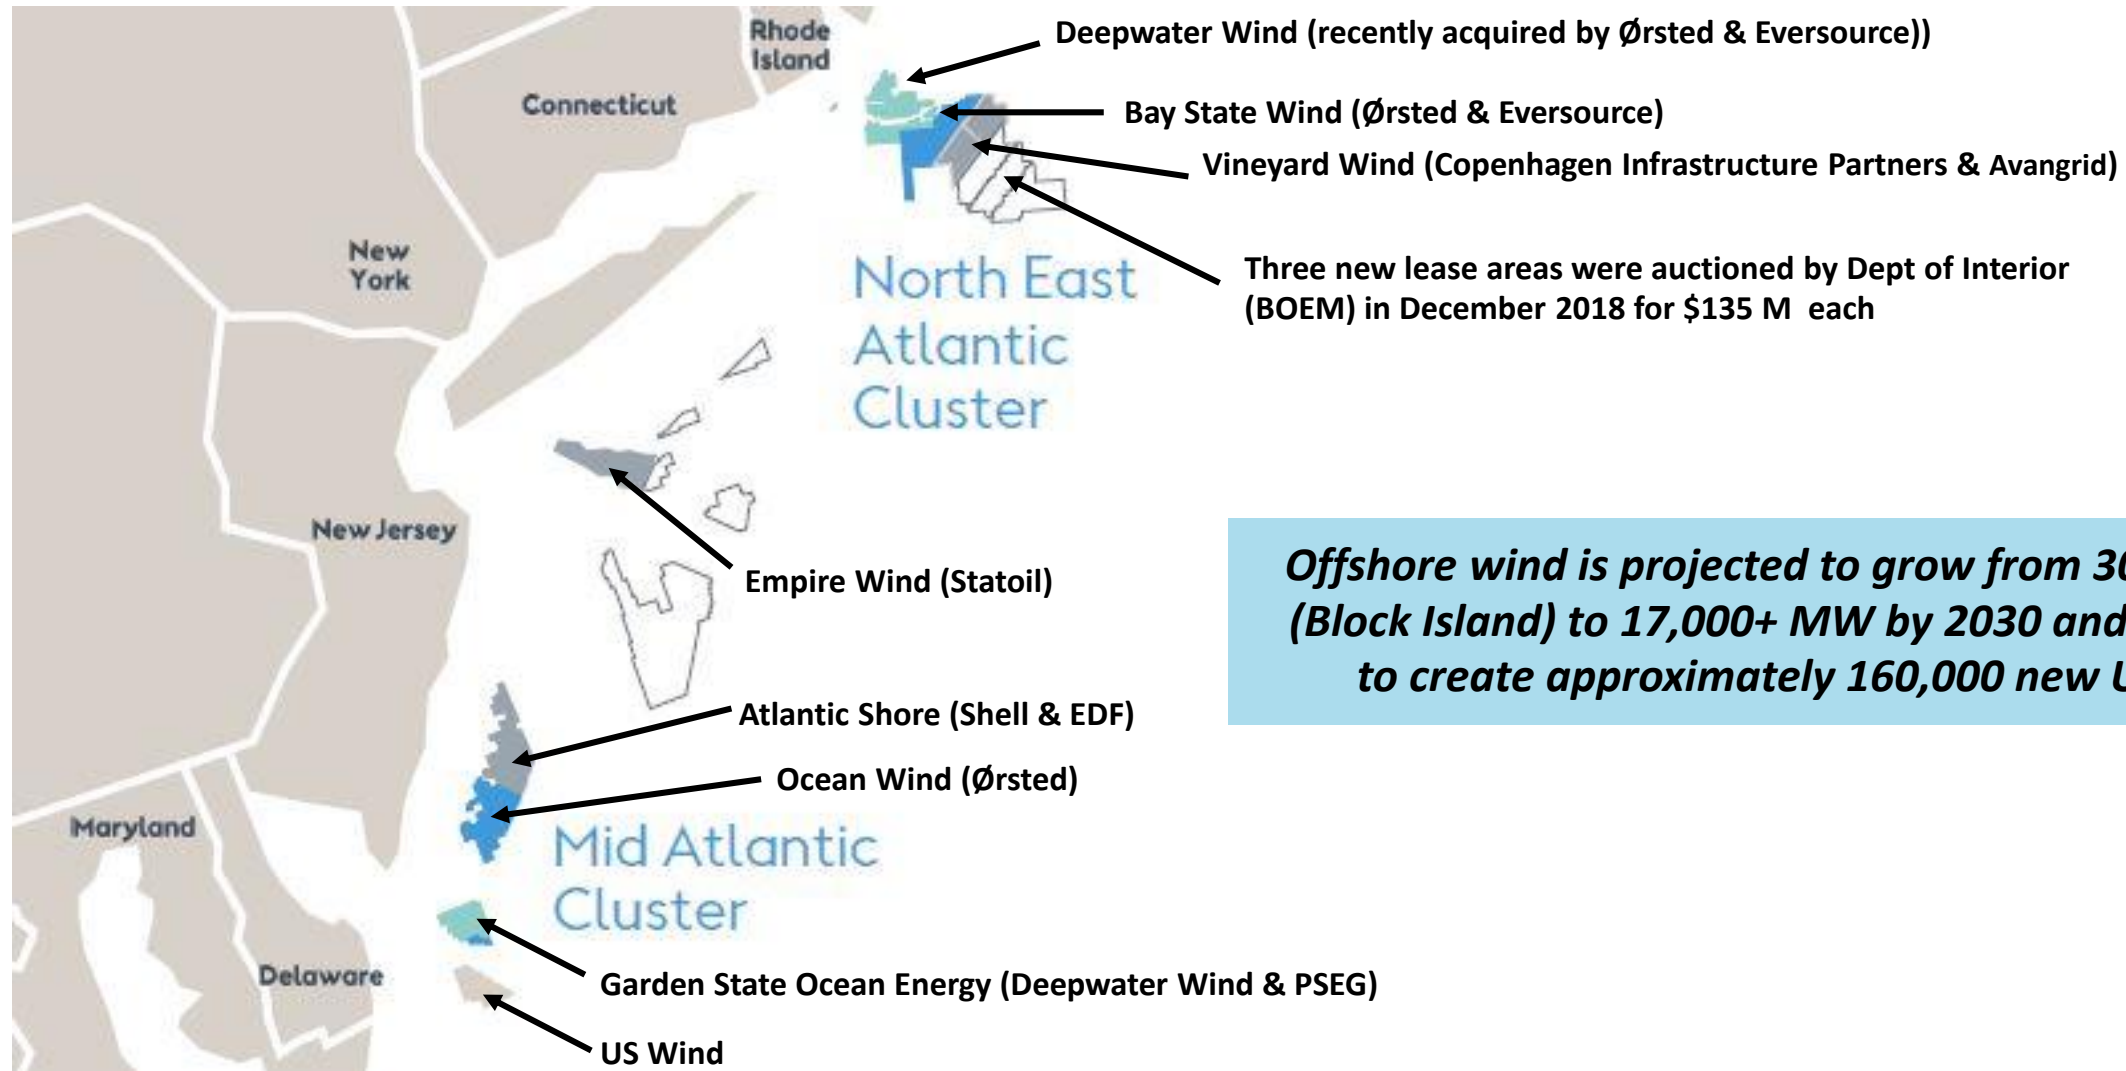 Rhode
Island
Deepwater Wind (recently acquired by Ørsted & Eversource))
Connecticut
Bay State Wind (Ørsted & Eversource)
Vineyard Wind (Copenhagen Infrastructure Partners & Avangrid)
New
York
North East
Atlantic
Cluster
Three new lease areas were auctioned by Dept of Interior
(BOEM) in December 2018 for $135 M each
New Jersey
Empire Wind (Statoil)
Offshore wind is projected to grow from
(Block Island) to 17,000+ MW by 2030 and
to create approximately 160,000 new
Atlantic Shore (Shell & EDF)
Ocean Wind (Ørsted)
Maryland
Mid Atlantic
Cluster
Delaware
Garden State Ocean Energy (Deepwater Wind & PSEG)
US Wind